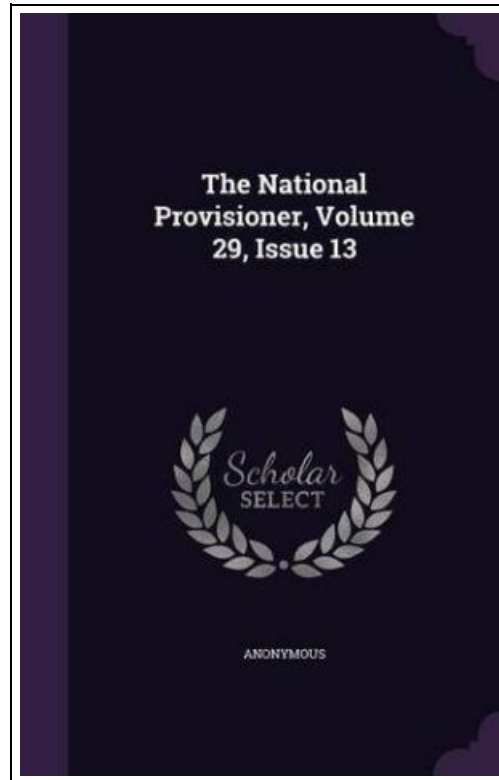 The National
Provisioner, Volume
29, Issue 13
Scholar
SELECT
ANONYMOUS